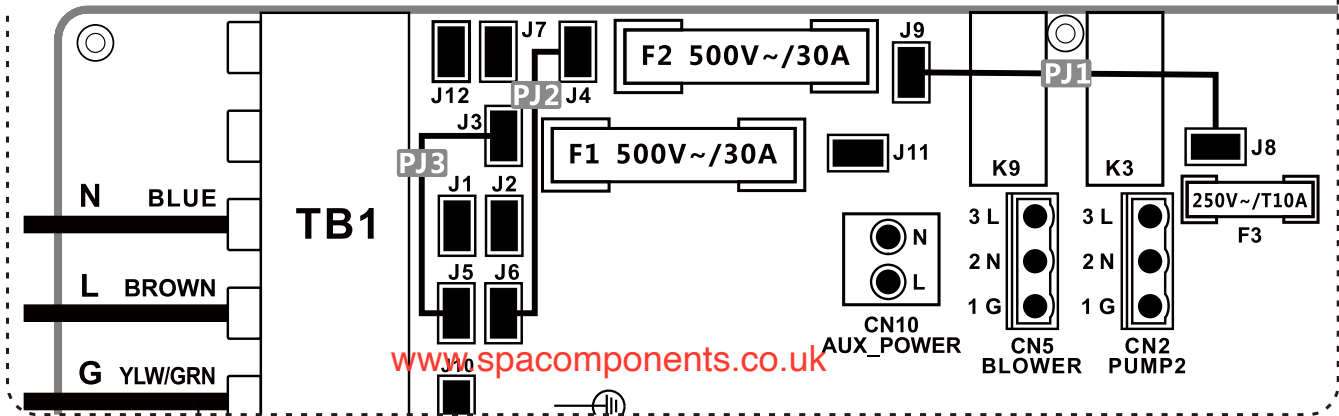 J7
J9
F2 500V~/30A
PJ1
J12
PJ2
J4
J3
F1 500V~/30A
J11
J8
PJ3
K9
K3
N BLUE
TB1
J1
J2
250V~/T10A
F3
3 L
3 L
N
2 N
2 N
L BROWN
J5
J6
L
1 G
1 G
CN10
AUX_POWER
CN5
BLOWER
CN2
PUMP2
www.spacomponents.co.uk
G YLW/GRN
J10